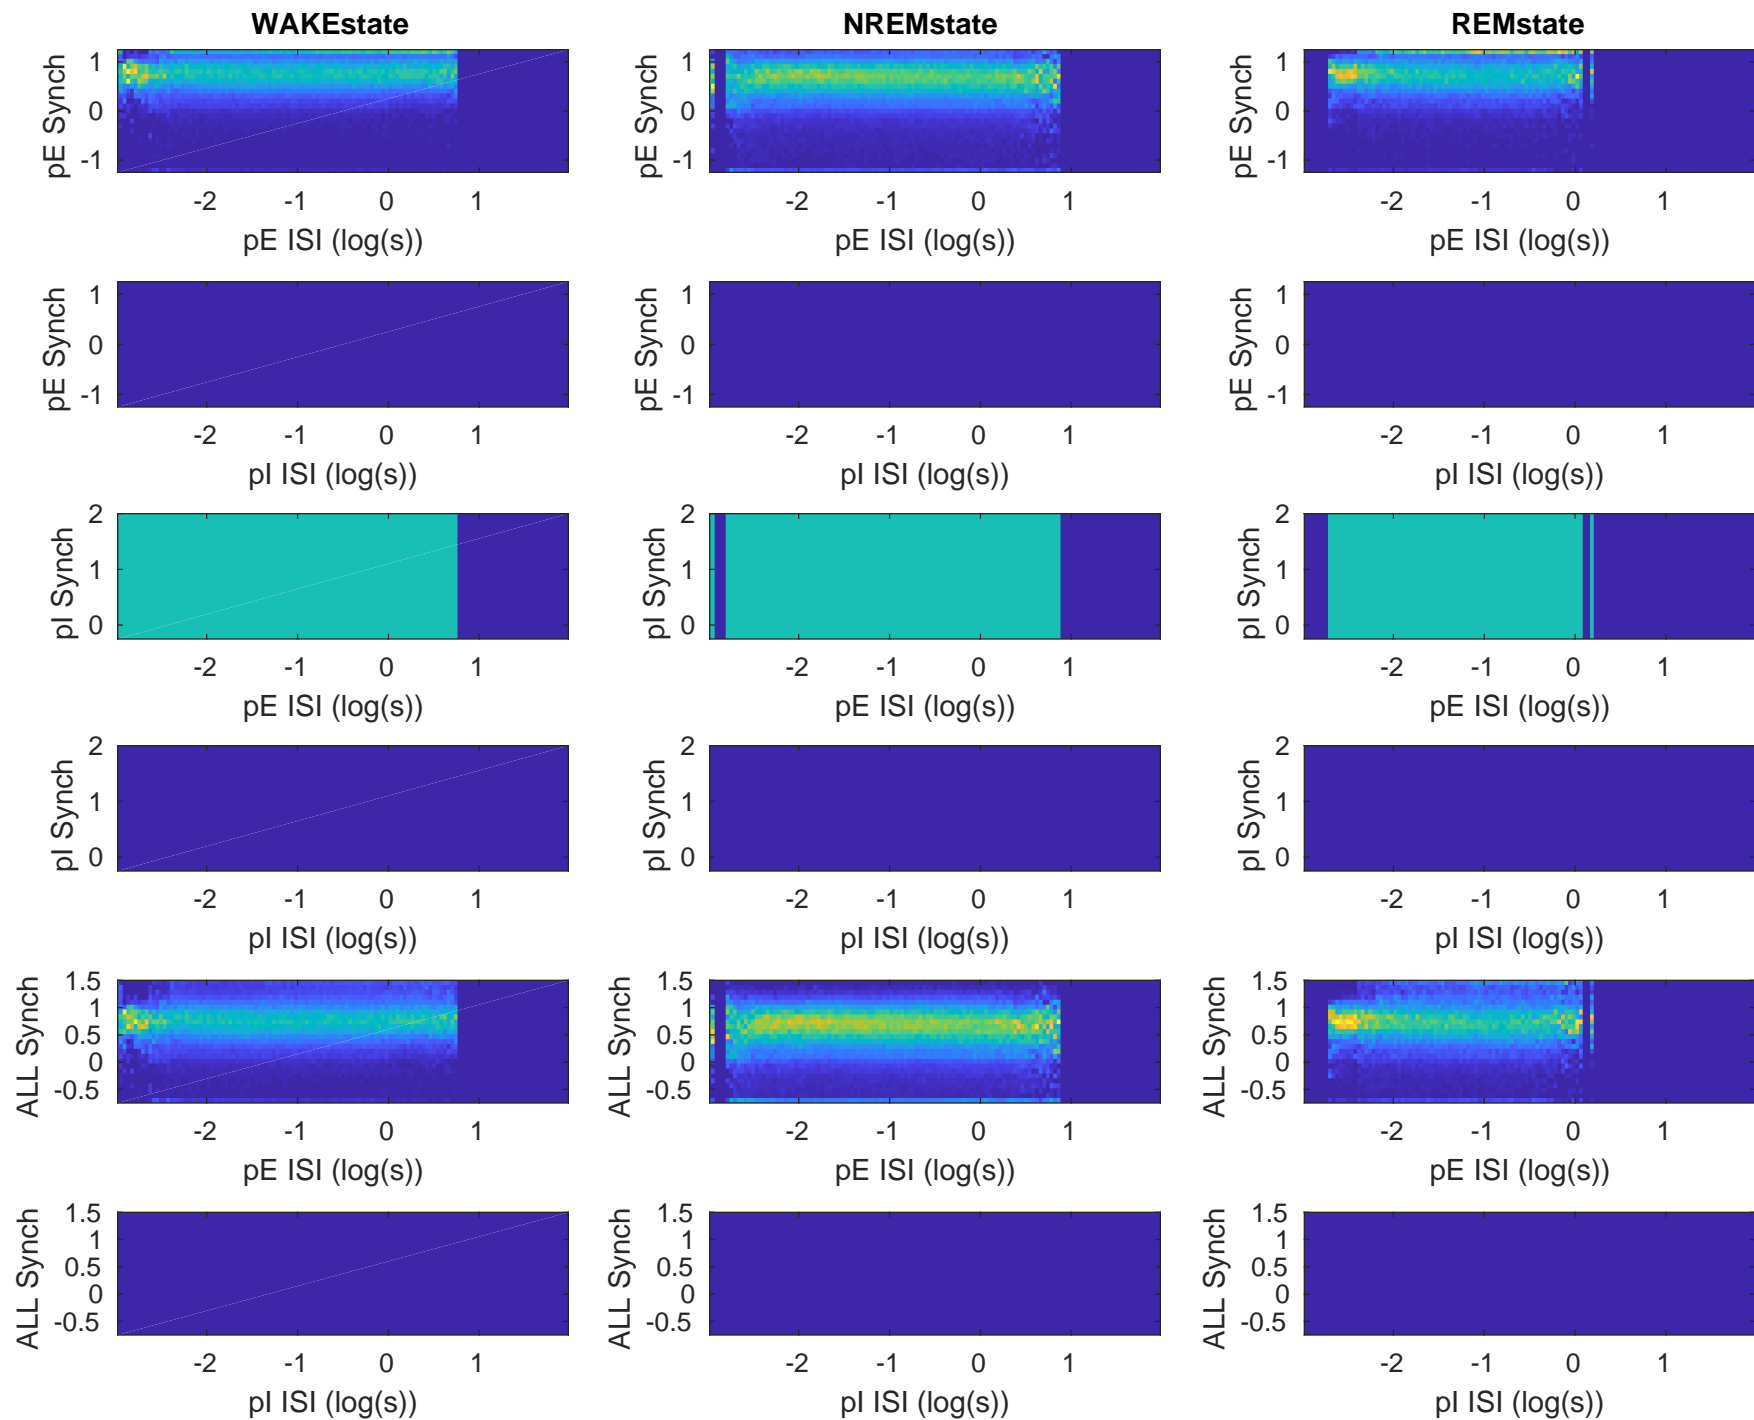 WAKEstate NREMstate REMstate
1 1 1
0 0 0
-1 -1 -1
pE Synch pE Synch pE Synch
-2 -1 0 1 -2 -1 0 1 -2 -1 0 1
pE ISI (log(s)) pE ISI (log(s)) pE ISI (log(s))
1 1 1
0 0 0
-1 -1 -1
pE Synch pE Synch pE Synch
-2 -1 0 1 -2 -1 0 1 -2 -1 0 1
pI ISI (log(s)) pI ISI (log(s)) pI ISI (log(s))
2 2 2
1 1 1
0 0 0
pI Synch pI Synch pI Synch
-2 -1 0 1 -2 -1 0 1 -2 -1 0 1
pE ISI (log(s)) pE ISI (log(s)) pE ISI (log(s))
2 2 2
1 1 1
0 0 0
pI Synch pI Synch pI Synch
-2 -1 0 1 -2 -1 0 1 -2 -1 0 1
pI ISI (log(s)) pI ISI (log(s)) pI ISI (log(s))
1.5 1.5 1.5
1 1 1
0.5 0.5 0.5
0 0 0
-0.5 -0.5 -0.5
ALL Synch ALL Synch ALL Synch
-2 -1 0 1 -2 -1 0 1 -2 -1 0 1
pE ISI (log(s)) pE ISI (log(s)) pE ISI (log(s))
1.5 1.5 1.5
1 1 1
0.5 0.5 0.5
0 0 0
-0.5 -0.5 -0.5
ALL Synch ALL Synch ALL Synch
-2 -1 0 1 -2 -1 0 1 -2 -1 0 1
pI ISI (log(s)) pI ISI (log(s)) pI ISI (log(s))